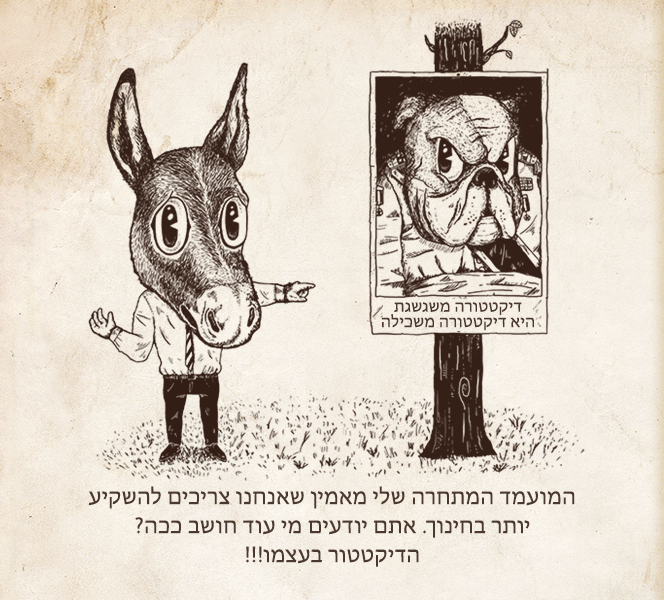 דיקטטורה משגשגת
היא דיקטטורה משכילה
המועמד המתחרה שלי מאמין שאנחנו צריכים להשקיע
יותר בחינוך. אתם יודעים מי עוד חושב ככה?
הדיקטטור בעצמו!!!